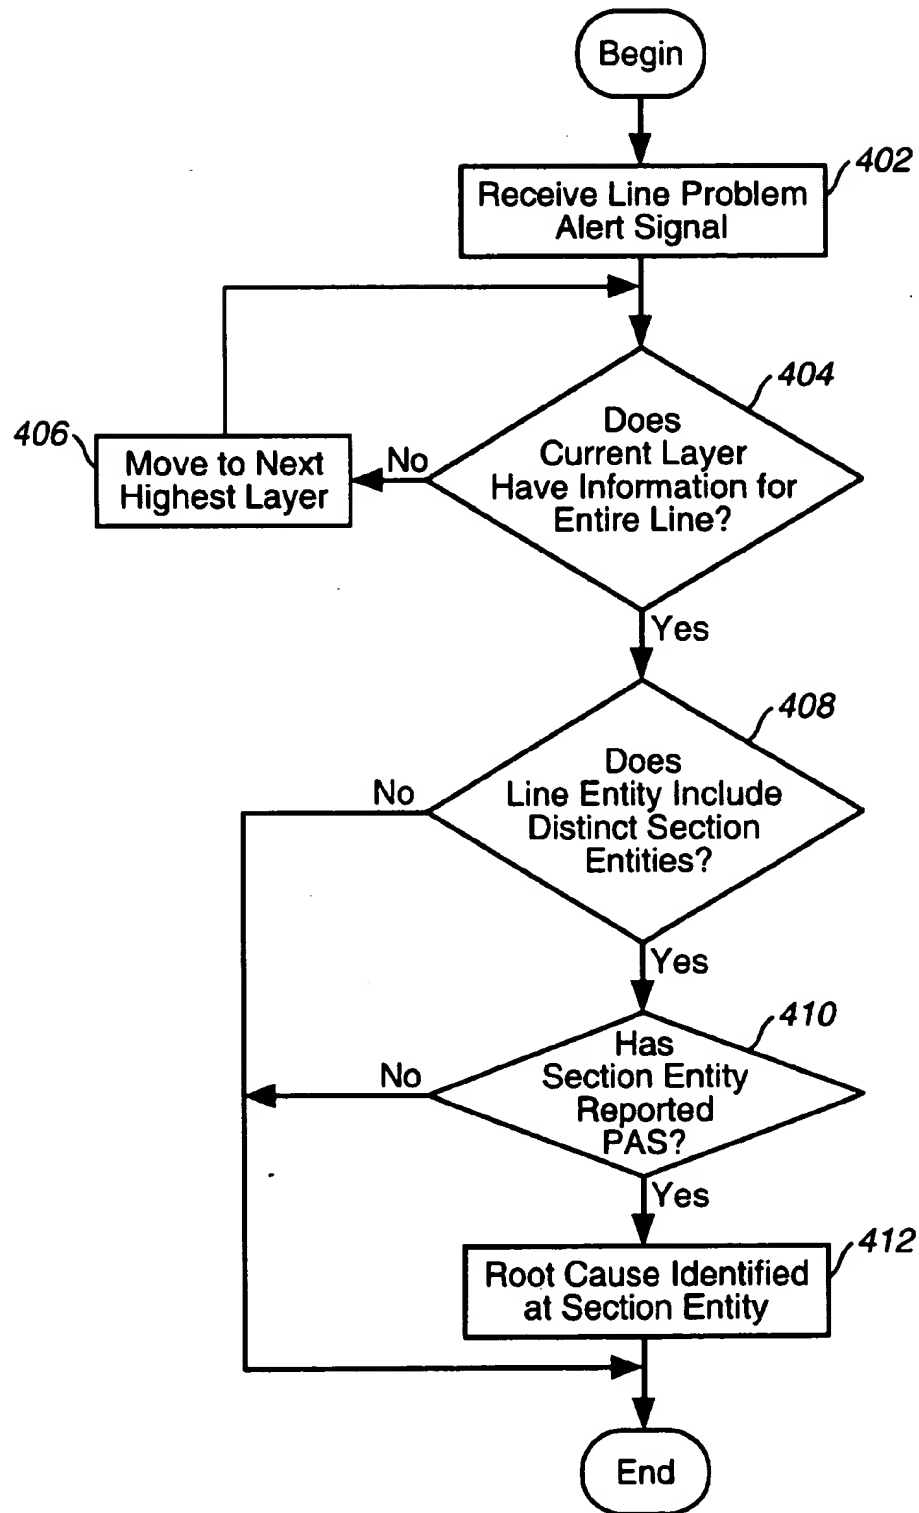 Begin
402
Receive Line Problem
Alert Signal
404
Does
Current Layer
Have Information for
Entire Line?
No
406
Move to Next
Highest Layer
Yes
408
Does
Line Entity Include
Distinct Section
Entities?
No
Yes
410
Has
Section Entity
Reported
PAS?
No
Yes
412
Root Cause Identified
at Section Entity
End